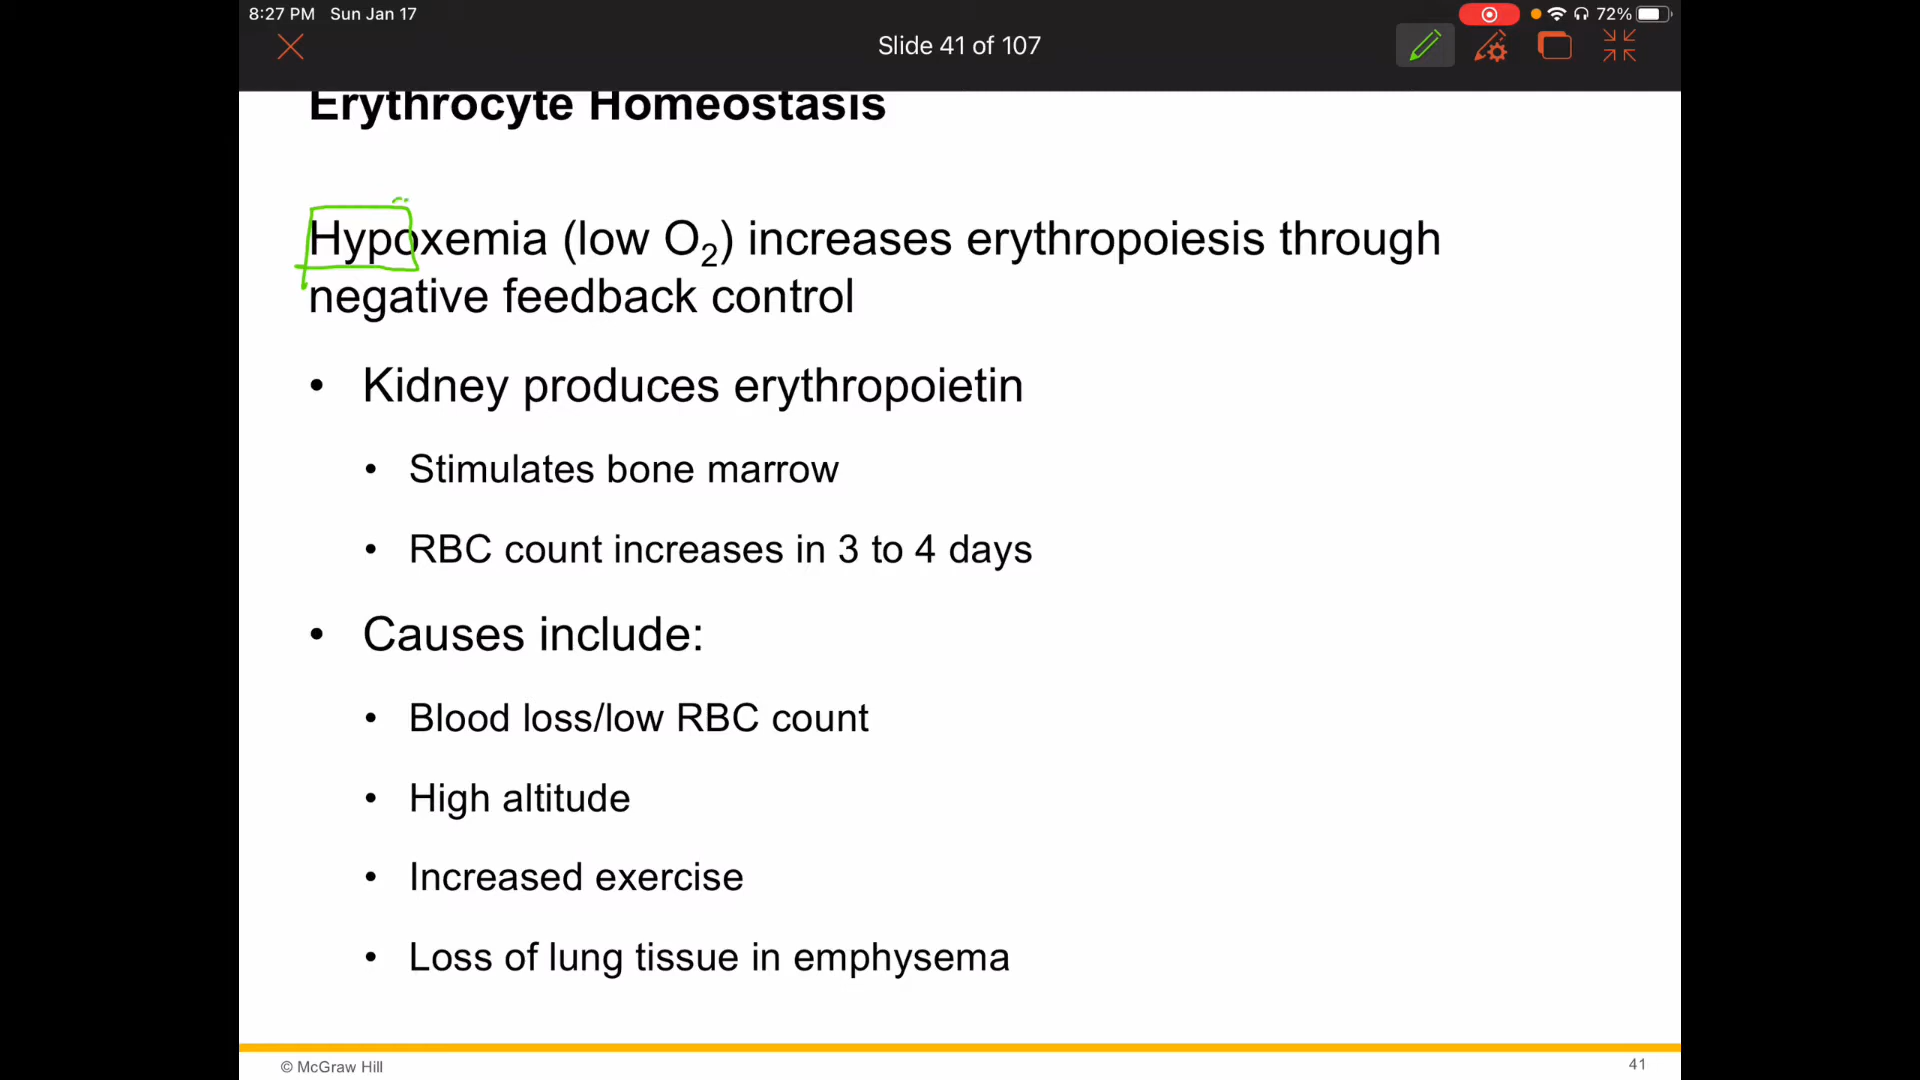 8:27 PM Sun Jan 17
72%
Slide 41 of 107
Erythrocyte Homeostasis
Hypoxemia (low O₂) increases erythropoiesis through
negative feedback control
• Kidney produces erythropoietin
• Stimulates bone marrow
• RBC count increases in 3 to 4 days
• Causes include:
• Blood loss/low RBC count
• High altitude
• Increased exercise
• Loss of lung tissue in emphysema
© McGraw Hill
41